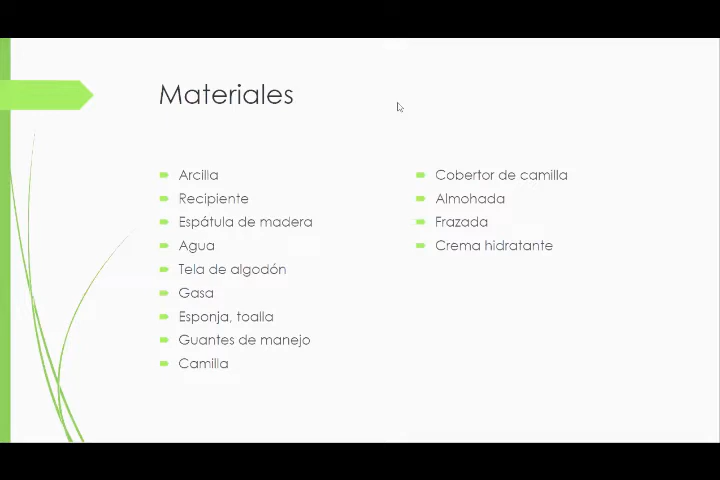 Materiales
Arcilla
Recipiente
Espátula de madera
Agua
Tela de algodón
Gasa
Esponja, toalla
Guantes de manejo
Camilla
Cobertor de camilla
Almohada
Frazada
Crema hidratante